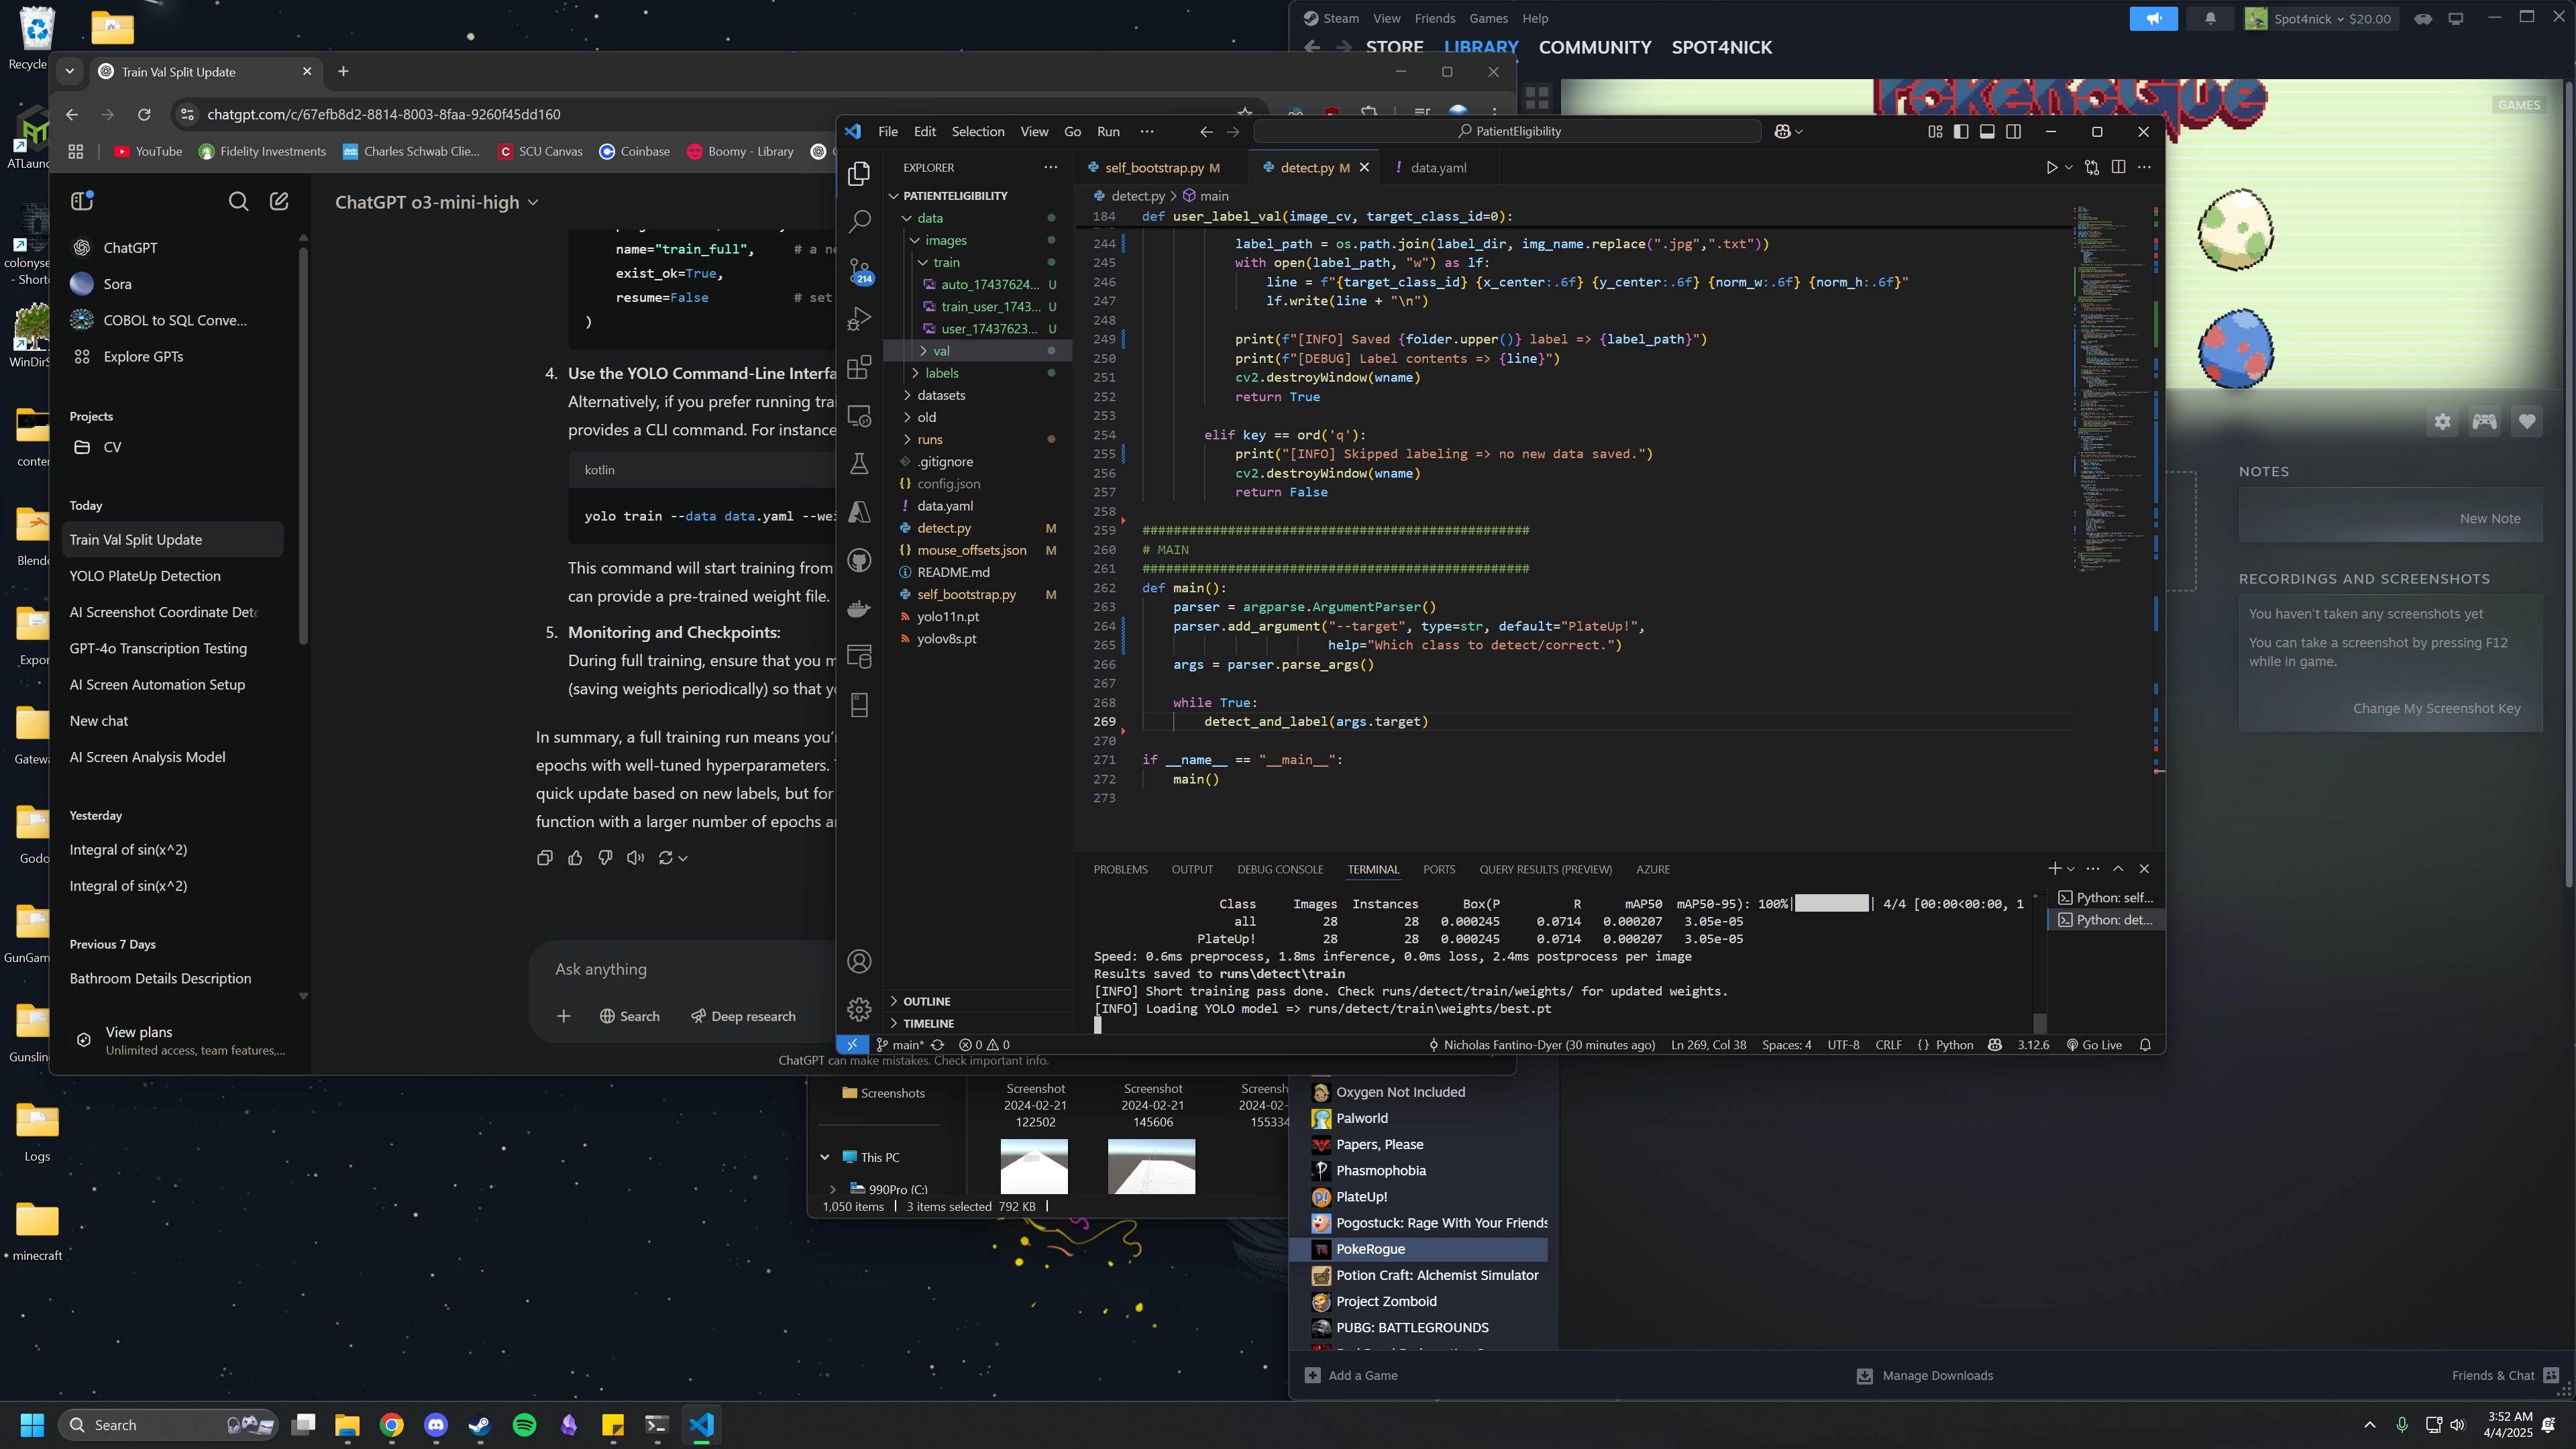 Recycle
ATLaunc
colonyse
- Short
WinDirS
conter
Blende
Expor
Gatewa
Godo
GunGam
Gunslin
Logs
minecraft
Train Val Split Update
chatgpt.com/c/67efb8d2-8814-8003-8faa-9260f45dd160
YouTube
Fidelity Investments
Charles Schwab Clie...
SCU Canvas
Coinbase
Boomy - Library
ChatGPT
Sora
COBOL to SQL Conve...
Explore GPTs
Projects
CV
Today
Train Val Split Update
YOLO PlateUp Detection
AI Screenshot Coordinate Dete
GPT-4o Transcription Testing
AI Screen Automation Setup
New chat
AI Screen Analysis Model
Yesterday
Integral of sin(x^2)
Integral of sin(x^2)
Previous 7 Days
Bathroom Details Description
View plans
Unlimited access, team features,...
ChatGPT o3-mini-high
name="train_full", # a ne
exist_ok=True,
resume=False # set
)
4. Use the YOLO Command-Line Interfa
Alternatively, if you prefer running trai
provides a CLI command. For instance
kotlin
yolo train --data data.yaml --wei
This command will start training from
can provide a pre-trained weight file.
5. Monitoring and Checkpoints:
During full training, ensure that you m
(saving weights periodically) so that yo
In summary, a full training run means you'r
epochs with well-tuned hyperparameters. T
quick update based on new labels, but for
function with a larger number of epochs a
Ask anything
Search
Deep research
ChatGPT can make mistakes. Check important info.
File Edit Selection View Go Run ...
PatientEligibility
EXPLORER
PATIENTELIGIBILITY
data
images
train
auto_17437624... U
train_user_1743... U
user_17437623... U
val
labels
datasets
old
runs
.gitignore
config.json
data.yaml
detect.py M
mouse_offsets.json M
README.md
self_bootstrap.py M
yolo11n.pt
yolov8s.pt
OUTLINE
TIMELINE
214
self_bootstrap.py M
detect.py M
data.yaml
detect.py > main
184 def user_label_val(image_cv, target_class_id=0):
244 label_path = os.path.join(label_dir, img_name.replace(".jpg",".txt"))
245 with open(label_path, "w") as lf:
246 line = f"{target_class_id} {x_center:.6f} {y_center:.6f} {norm_w:.6f} {norm_h:.6f}"
247 lf.write(line + "\n")
248
249 print(f"[INFO] Saved {folder.upper()} label => {label_path}")
250 print(f"[DEBUG] Label contents => {line}")
251 cv2.destroyWindow(wname)
252 return True
253
254 elif key == ord('q'):
255 print("[INFO] Skipped labeling => no new data saved.")
256 cv2.destroyWindow(wname)
257 return False
258
259 ##################################################
260 # MAIN
261 ##################################################
262 def main():
263 parser = argparse.ArgumentParser()
264 parser.add_argument("--target", type=str, default="PlateUp!",
265 help="Which class to detect/correct.")
266 args = parser.parse_args()
267
268 while True:
269 detect_and_label(args.target)
270
271 if __name__ == "__main__":
272 main()
273
PROBLEMS OUTPUT DEBUG CONSOLE TERMINAL PORTS QUERY RESULTS (PREVIEW) AZURE
Class Images Instances Box(P R mAP50 mAP50-95): 100%| | 4/4 [00:00<00:00, 1
all 28 28 0.000245 0.0714 0.000207 3.05e-05
PlateUp! 28 28 0.000245 0.0714 0.000207 3.05e-05
Speed: 0.6ms preprocess, 1.8ms inference, 0.0ms loss, 2.4ms postprocess per image
Results saved to runs\detect\train
[INFO] Short training pass done. Check runs/detect/train/weights/ for updated weights.
[INFO] Loading YOLO model => runs/detect/train\weights/best.pt
Python: self...
Python: det...
main*
0 0
Nicholas Fantino-Dyer (30 minutes ago)
Ln 269, Col 38
Spaces: 4
UTF-8
CRLF
{ } Python
3.12.6
Go Live
Screenshots
This PC
990Pro (C:)
Screenshot
2024-02-21
122502
Screenshot
2024-02-21
145606
Screensh
2024-02-
155334
1,050 items
3 items selected 792 KB
Steam View Friends Games Help
Spot4nick
$20.00
STORE LIBRARY COMMUNITY SPOT4NICK
PokéRogue
GAMES
NOTES
New Note
RECORDINGS AND SCREENSHOTS
You haven't taken any screenshots yet
You can take a screenshot by pressing F12
while in game.
Change My Screenshot Key
Oxygen Not Included
Palworld
Papers, Please
Phasmophobia
PlateUp!
Pogostuck: Rage With Your Friends
PokeRogue
Potion Craft: Alchemist Simulator
Project Zomboid
PUBG: BATTLEGROUNDS
Add a Game
Manage Downloads
Friends & Chat
Search
3:52 AM
4/4/2025